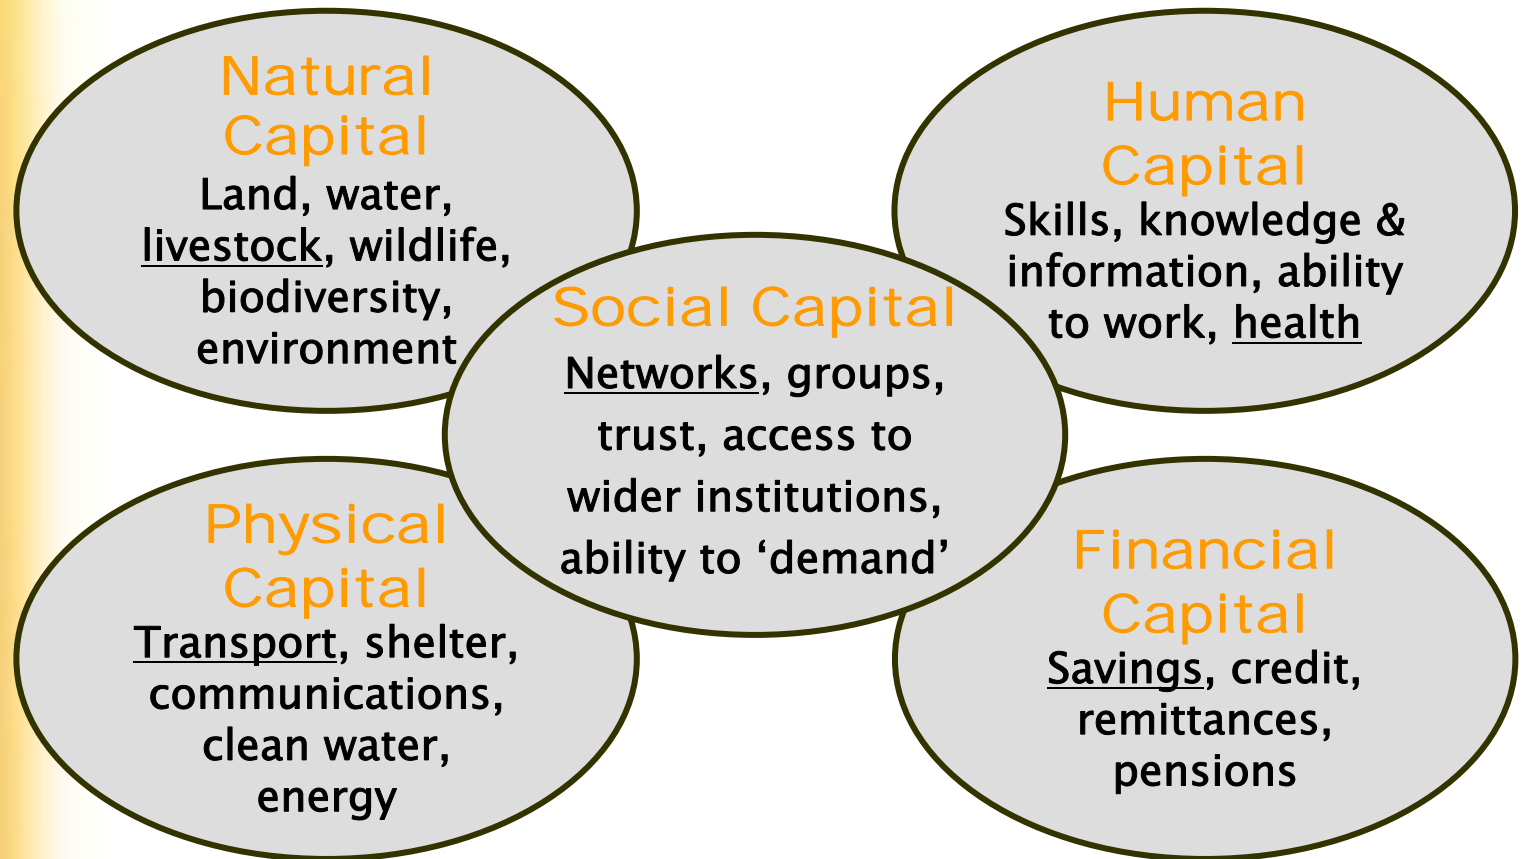 Natural
Capital
Land, water,
livestock, wildlife,
biodiversity,
environment
Human
Capital
Skills, knowledge &
information, ability
to work, health
Social Capital
Networks, groups,
trust, access to
wider institutions,
ability to ‘demand’
Physical
Capital
Transport, shelter,
communications,
clean water,
energy
Financial
Capital
Savings, credit,
remittances,
pensions